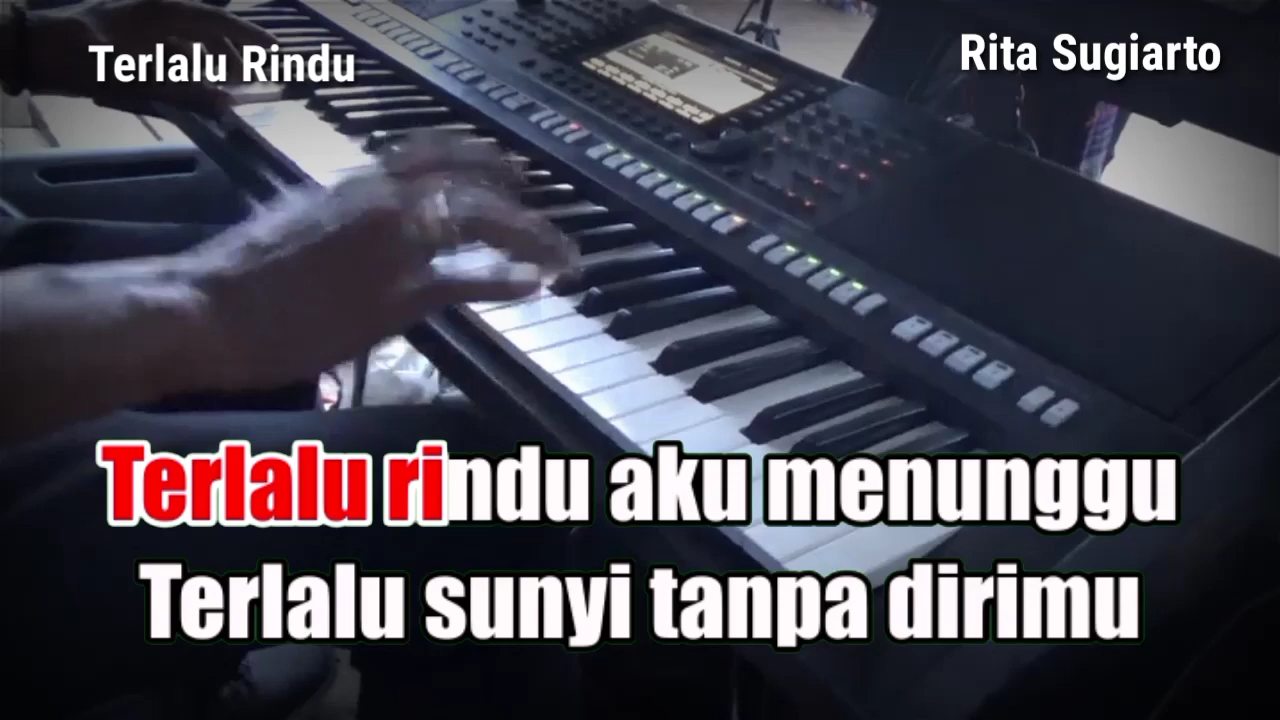 Terlalu Rindu
Rita Sugiarto
Terlalu rindu aku menunggu
Terlalu sunyi tanpa dirimu